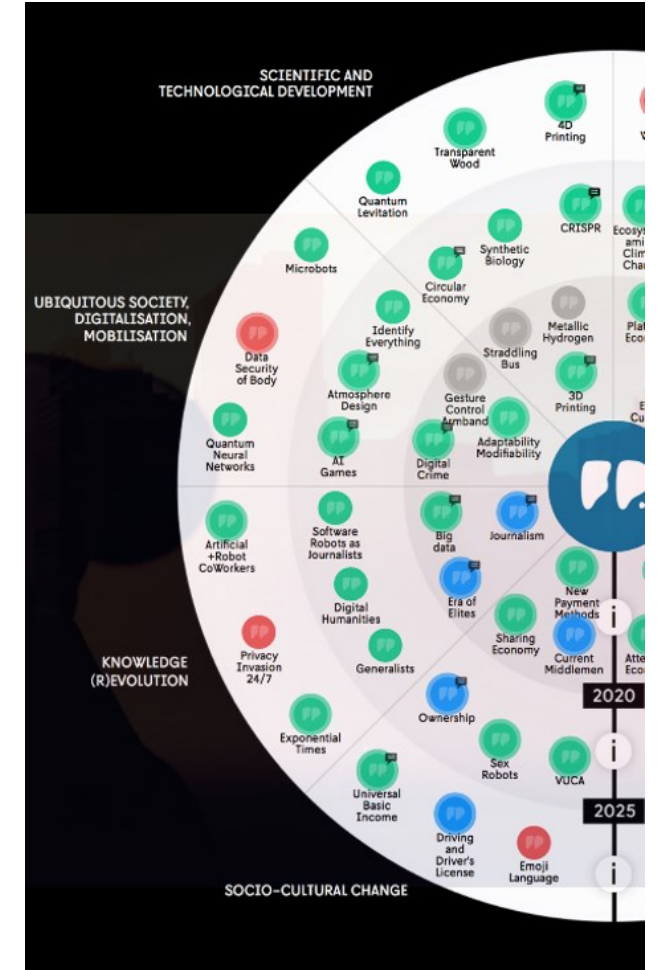 SCIENTIFIC AND
TECHNOLOGICAL DEVELOPMENT
4D
Printing
Transparent
Wood
Quantum
Levitation
CRISPR
Synthetic
Biology
Microbots
Circular
Economy
UBIQUITOUS SOCIETY,
DIGITALISATION,
MOBILISATION
Identify
Everything
Metallic
Hydrogen
Straddling
Bus
Data
Security
of Body
Atmosphere
Design
Gesture
Control
Armband
3D
Printing
Quantum
Neural
Networks
AI
Games
Digital
Crime
Adaptability
Modifiability
Artificial
+Robot
CoWorkers
Software
Robots as
Journalists
Big
data
Journalism
Digital
Humanities
Era of
Elites
New
Payment
Methods
i
KNOWLEDGE
(R)EVOLUTION
Privacy
Invasion
24/7
Generalists
Sharing
Economy
Current
Middlemen
2020
Exponential
Times
Ownership
Sex
Robots
VUCA
i
Universal
Basic
Income
2025
Driving
and
Driver's
License
Emoji
Language
i
SOCIO-CULTURAL CHANGE